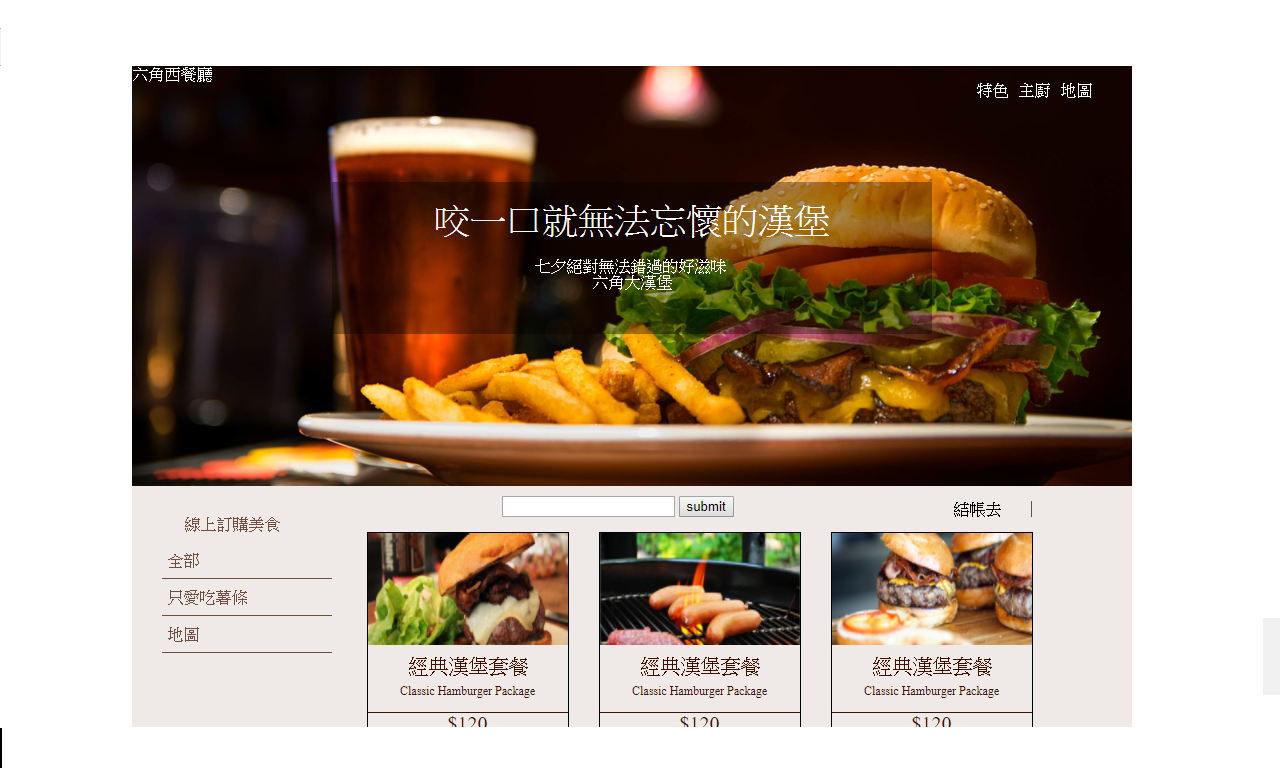 六角西餐廳
特色 主廚 地圖
咬一口就無法忘懷的漢堡
七夕絕對無法錯過的好滋味
六角大漢堡
submit
結帳去
線上訂購美食
全部
只愛吃薯條
地圖
經典漢堡套餐
Classic Hamburger Package
$120
經典漢堡套餐
Classic Hamburger Package
$120
經典漢堡套餐
Classic Hamburger Package
$120